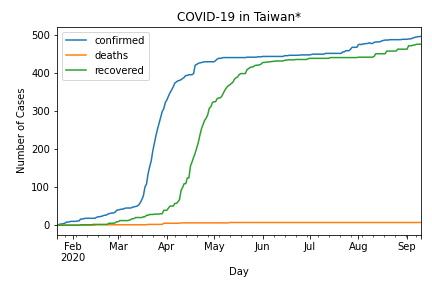 COVID-19 in Taiwan*
confirmed
deaths
recovered
Number of Cases
500
400
300
200
100
0
Feb Mar Apr May Jun Jul Aug Sep
2020
Day